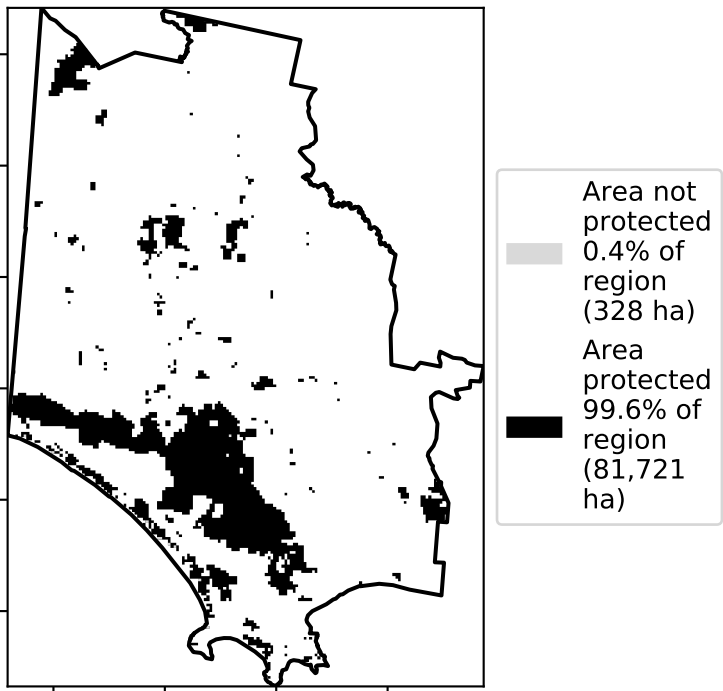 Area not
protected
0.4% of
region
(328 ha)
Area
protected
99.6% of
region
(81,721
ha)